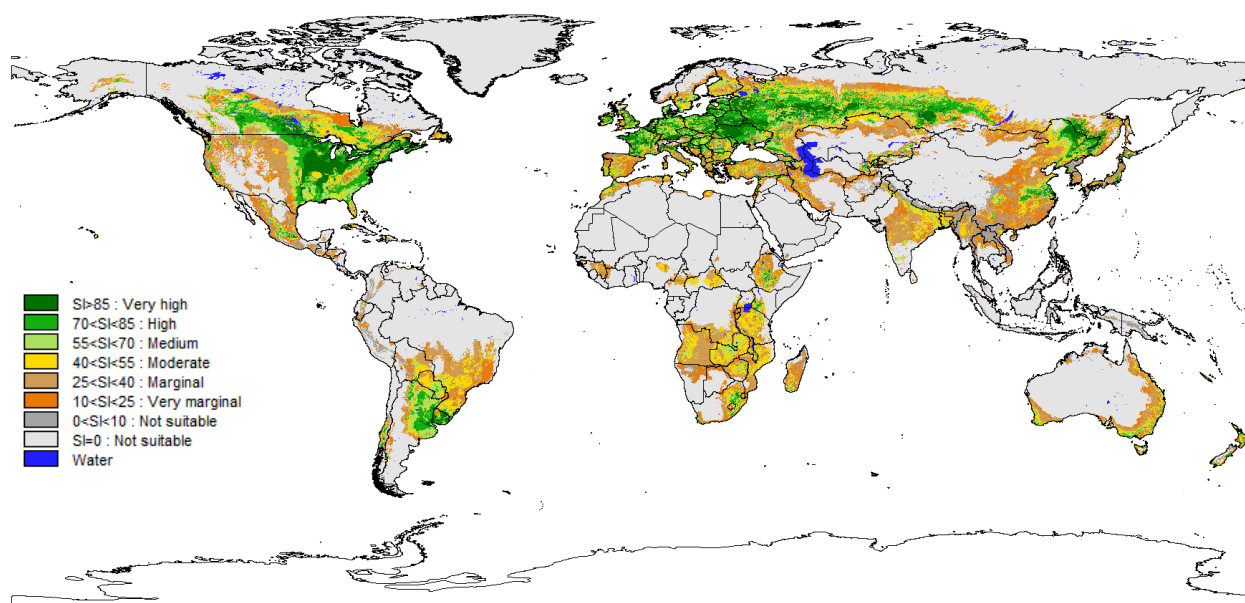 SI>85 : Very high
70<SI<85 : High
55<SI<70 : Medium
40<SI<55 : Moderate
25<SI<40 : Marginal
10<SI<25 : Very marginal
0<SI<10 : Not suitable
SI=0 : Not suitable
Water